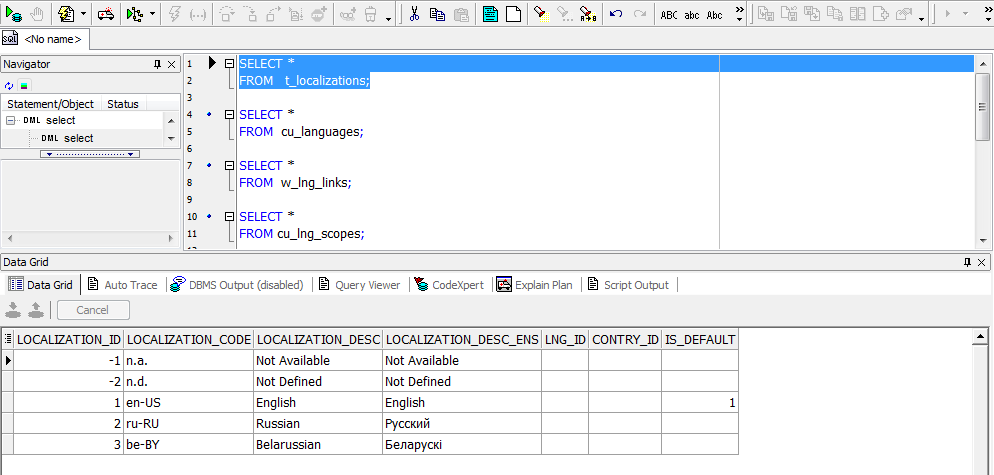 ABC abc Abc
SQL <No name>
Navigator
Statement/Object Status
DML select
DML select
1 SELECT *
2 FROM t_localizations;
3
4 SELECT *
5 FROM cu_languages;
6
7 SELECT *
8 FROM w_lng_links;
9
10 SELECT *
11 FROM cu_lng_scopes;
Data Grid
Data Grid Auto Trace DBMS Output (disabled) Query Viewer CodeXpert Explain Plan Script Output
Cancel
LOCALIZATION_ID LOCALIZATION_CODE LOCALIZATION_DESC LOCALIZATION_DESC_ENS LNG_ID CONTRY_ID IS_DEFAULT
-1 n.a. Not Available Not Available
-2 n.d. Not Defined Not Defined
1 en-US English English 1
2 ru-RU Russian Русский
3 be-BY Belarussian Беларускі